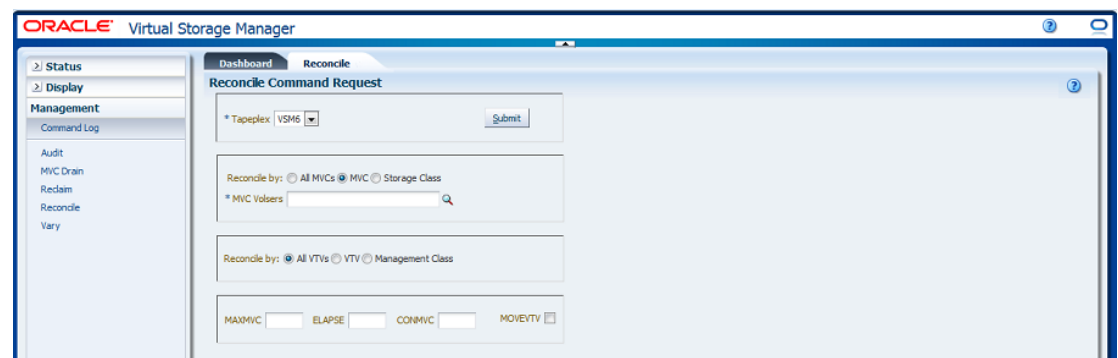 ORACLE Virtual Storage Manager
Status
Display
Management
Command Log
Audit
MVC Drain
Reclaim
Reconcile
Vary
Dashboard Reconcile
Reconcile Command Request
* Tapeplex VSM6 Submit
Reconcile by: All MVCs MVC Storage Class
* MVC Volsers
Reconcile by: All VTVs VTV Management Class
MAXMVC ELAPSE CONMVC MOVEVTV